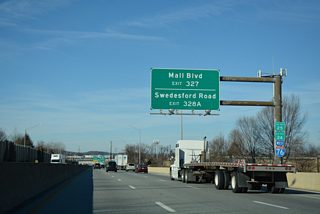 Mall Blvd
EXIT 327
Swedesford Road
EXIT 328A